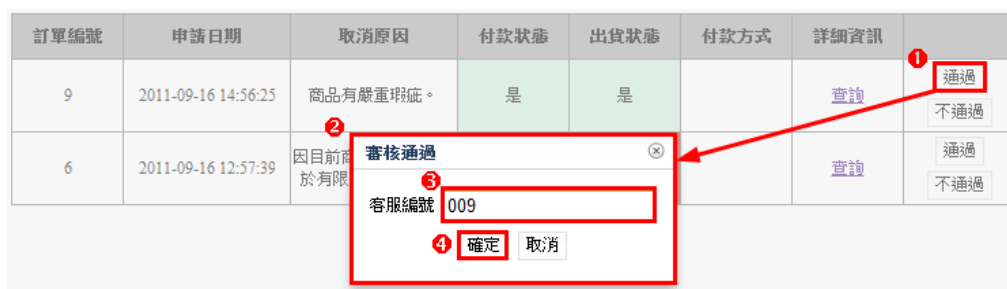 訂單編號 申請日期 取消原因 付款狀態 出貨狀態 付款方式 詳細資訊
1
9 2011-09-16 14:56:25 商品有嚴重瑕疵。 是 是 查詢 通過
不通過
2
6 2011-09-16 12:57:39 因目前商 查詢 通過
於有限 不通過
審核通過
3
客服編號 009
4 確定 取消